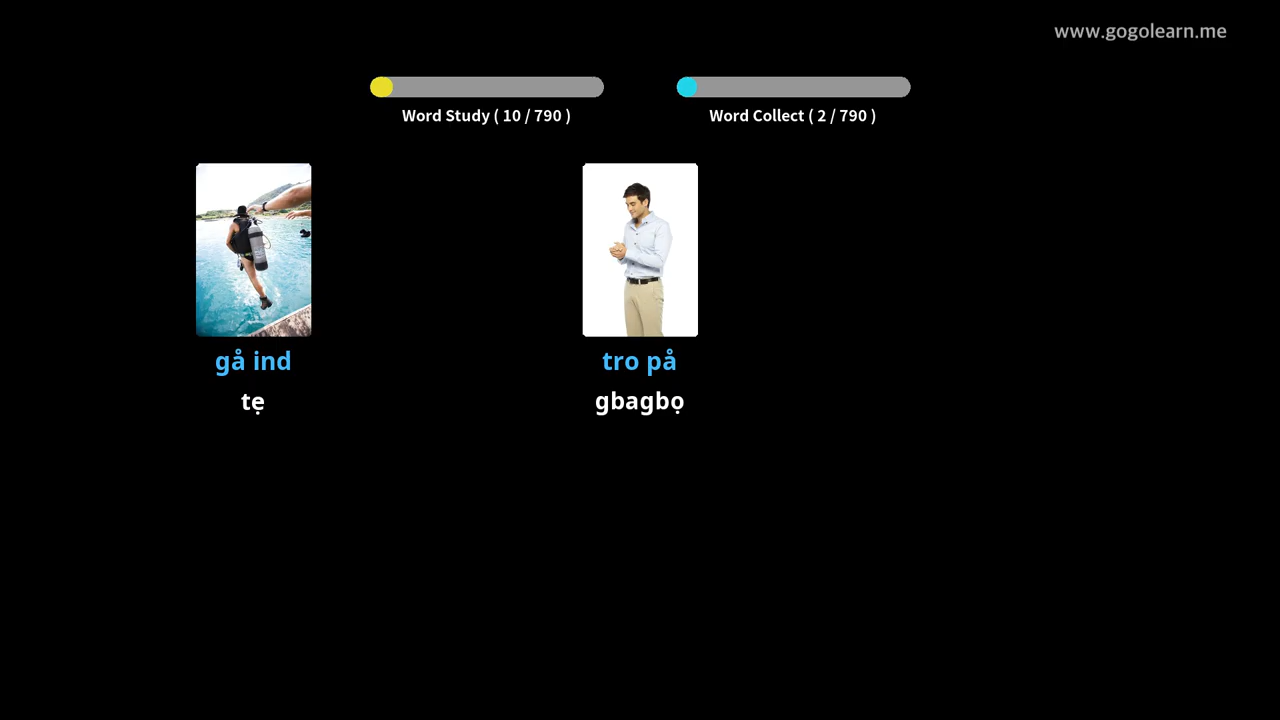 www.gogolearn.me
Word Study ( 10 / 790 )
Word Collect ( 2 / 790 )
gå ind
tẹ
tro på
gbagbọ